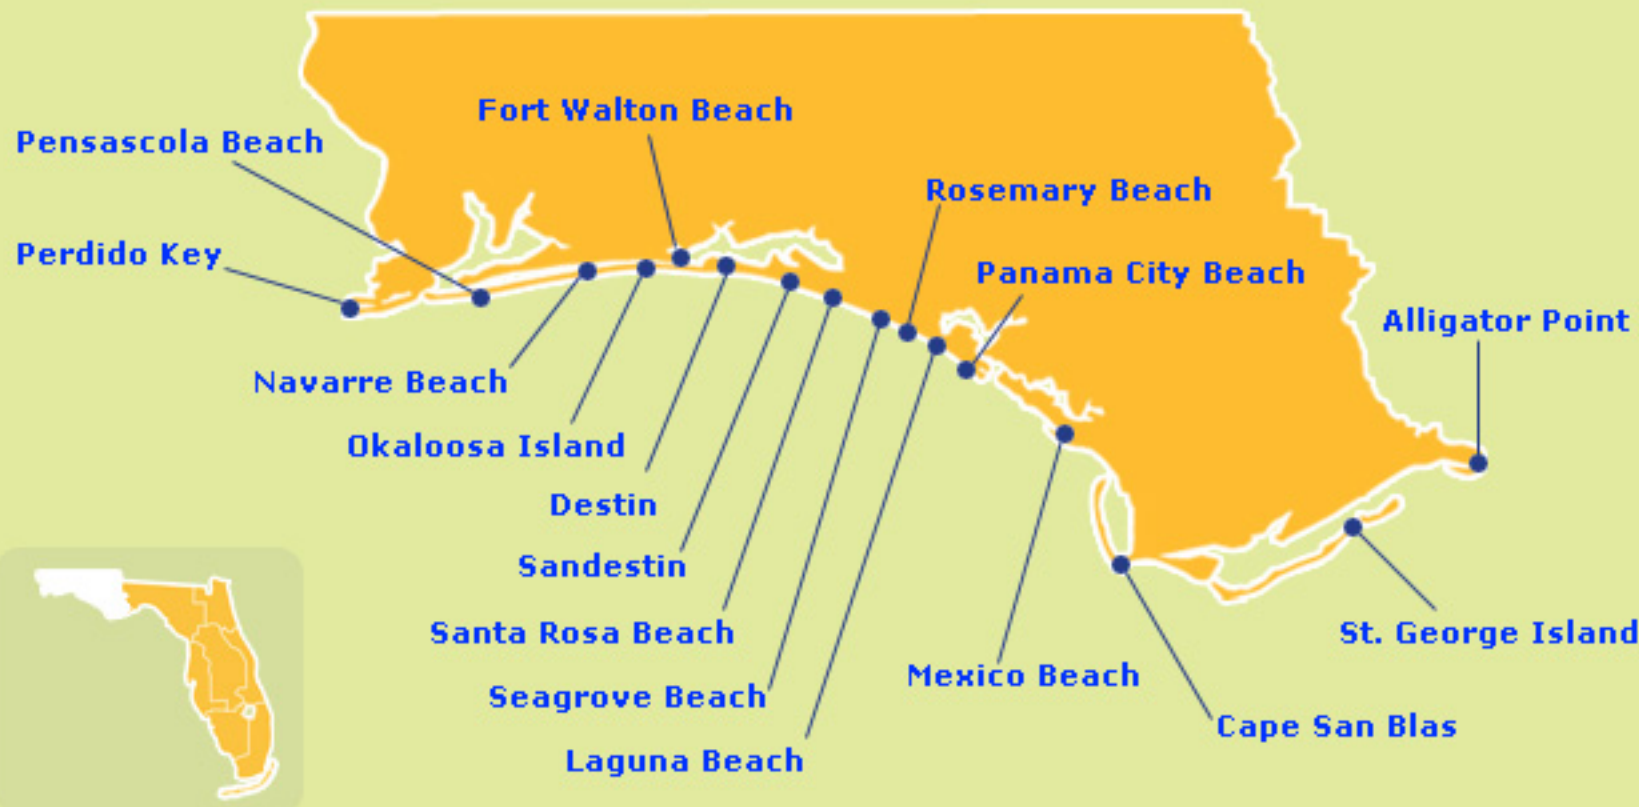 Fort Walton Beach
Pensascola Beach
Rosemary Beach
Perdido Key
Panama City Beach
Alligator Point
Navarre Beach
Okaloosa Island
Destin
Sandestin
Santa Rosa Beach
St. George Island
Mexico Beach
Seagrove Beach
Cape San Blas
Laguna Beach